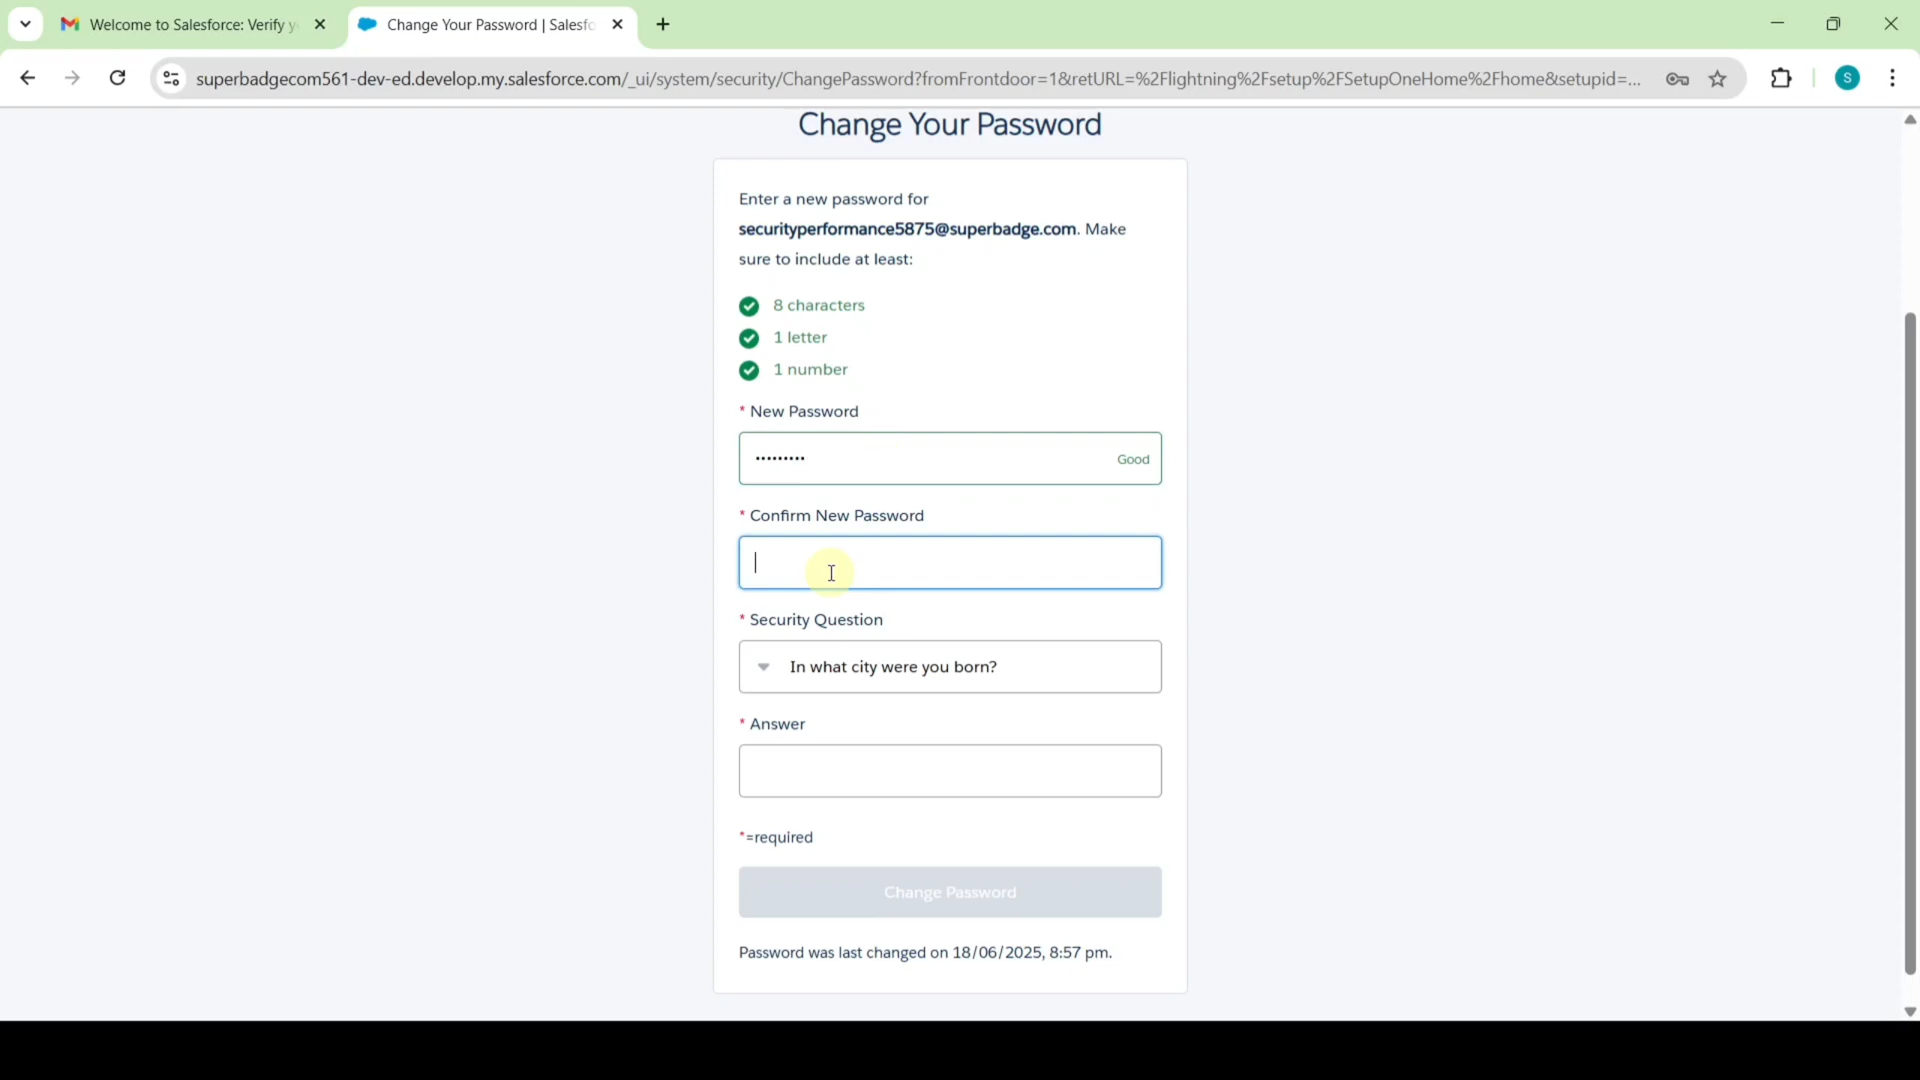 Welcome to Salesforce: Verify y
Change Your Password | Salesfo
superbadgecom561-dev-ed.develop.my.salesforce.com/_ui/system/security/ChangePassword?fromFrontdoor=1&retURL=%2Flightning%2Fsetup%2FSetupOneHome%2Fhome&setupid=...
S
Change Your Password
Enter a new password for
securityperformance5875@superbadge.com. Make
sure to include at least:
8 characters
1 letter
1 number
* New Password
•••••••••
Good
* Confirm New Password
* Security Question
In what city were you born?
* Answer
*=required
Change Password
Password was last changed on 18/06/2025, 8:57 pm.